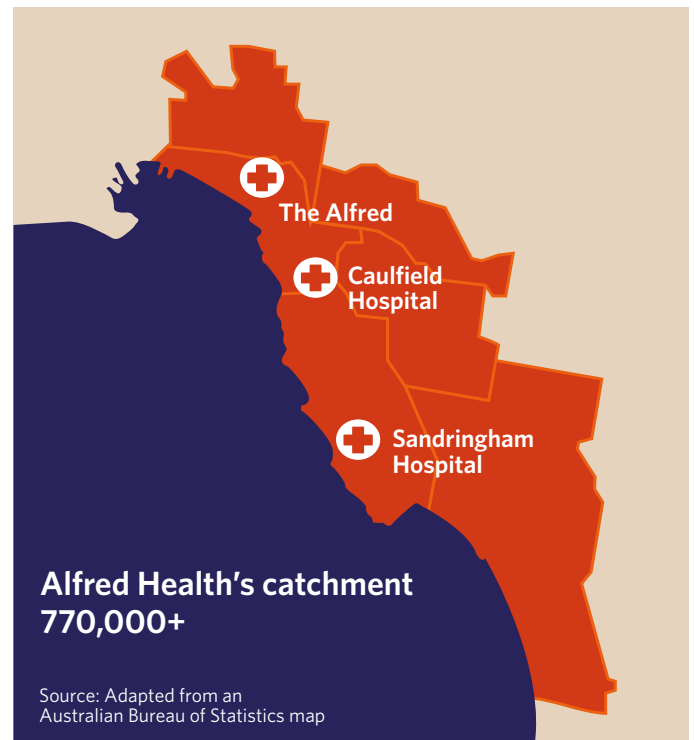 The Alfred
Caulfield
Hospital
Sandringham
Hospital
Alfred Health’s catchment
770,000+
Source: Adapted from an
Australian Bureau of Statistics map